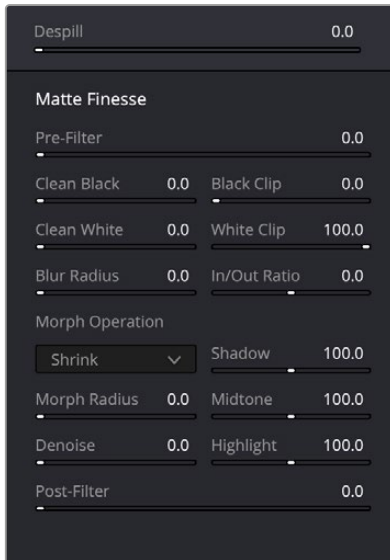 Despill 0.0
Matte Finesse
Pre-Filter 0.0
Clean Black 0.0 Black Clip 0.0
Clean White 0.0 White Clip 100.0
Blur Radius 0.0 In/Out Ratio 0.0
Morph Operation
Shrink Shadow 100.0
Morph Radius 0.0 Midtone 100.0
Denoise 0.0 Highlight 100.0
Post-Filter 0.0